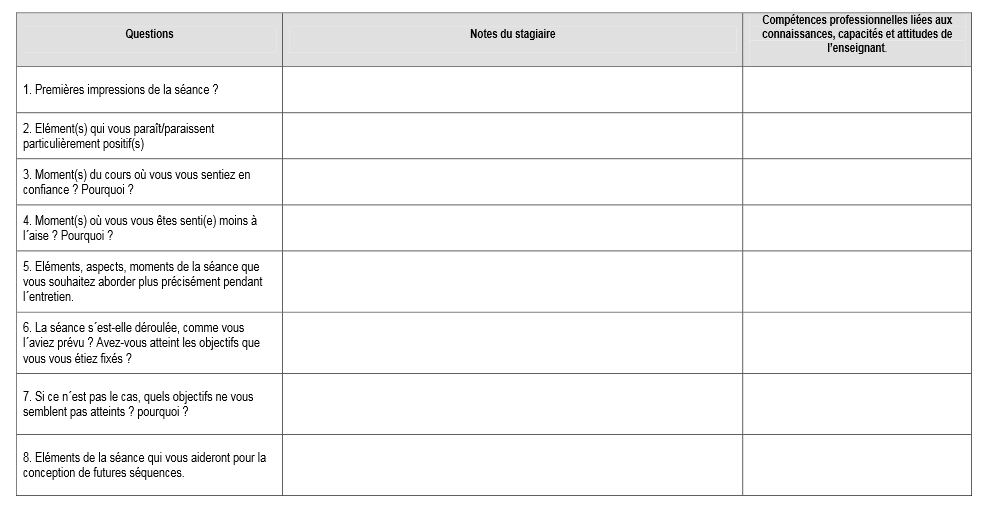 Questions
Notes du stagiaire
Compétences professionnelles liées aux
connaissances, capacités et attitudes de
l'enseignant.
1. Premières impressions de la séance ?
2. Elément(s) qui vous paraît/paraissent
particulièrement positif(s)
3. Moment(s) du cours où vous vous sentiez en
confiance ? Pourquoi ?
4. Moment(s) où vous vous êtes senti(e) moins à
l´aise ? Pourquoi ?
5. Eléments, aspects, moments de la séance que
vous souhaitez aborder plus précisément pendant
l´entretien.
6. La séance s´est-elle déroulée, comme vous
l´aviez prévu ? Avez-vous atteint les objectifs que
vous vous étiez fixés ?
7. Si ce n´est pas le cas, quels objectifs ne vous
semblent pas atteints ? pourquoi ?
8. Eléments de la séance qui vous aideront pour la
conception de futures séquences.